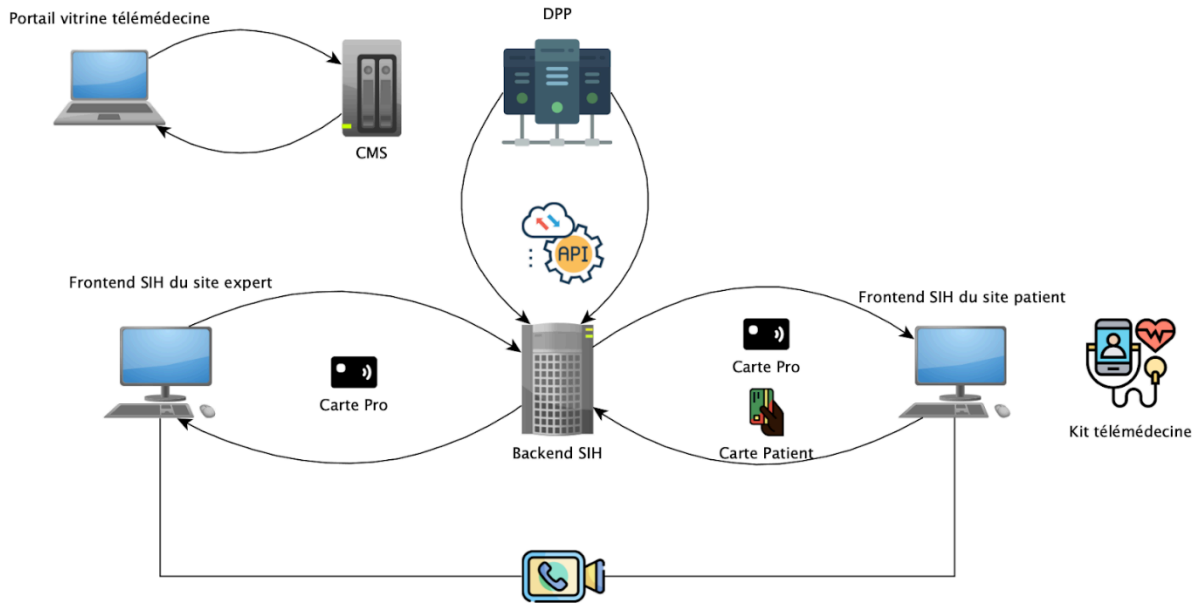 Portail vitrine télémédecine
DPP
CMS
API
Frontend SIH du site expert
Frontend SIH du site patient
Carte Pro
Carte Pro
Kit télémédecine
Backend SIH
Carte Patient